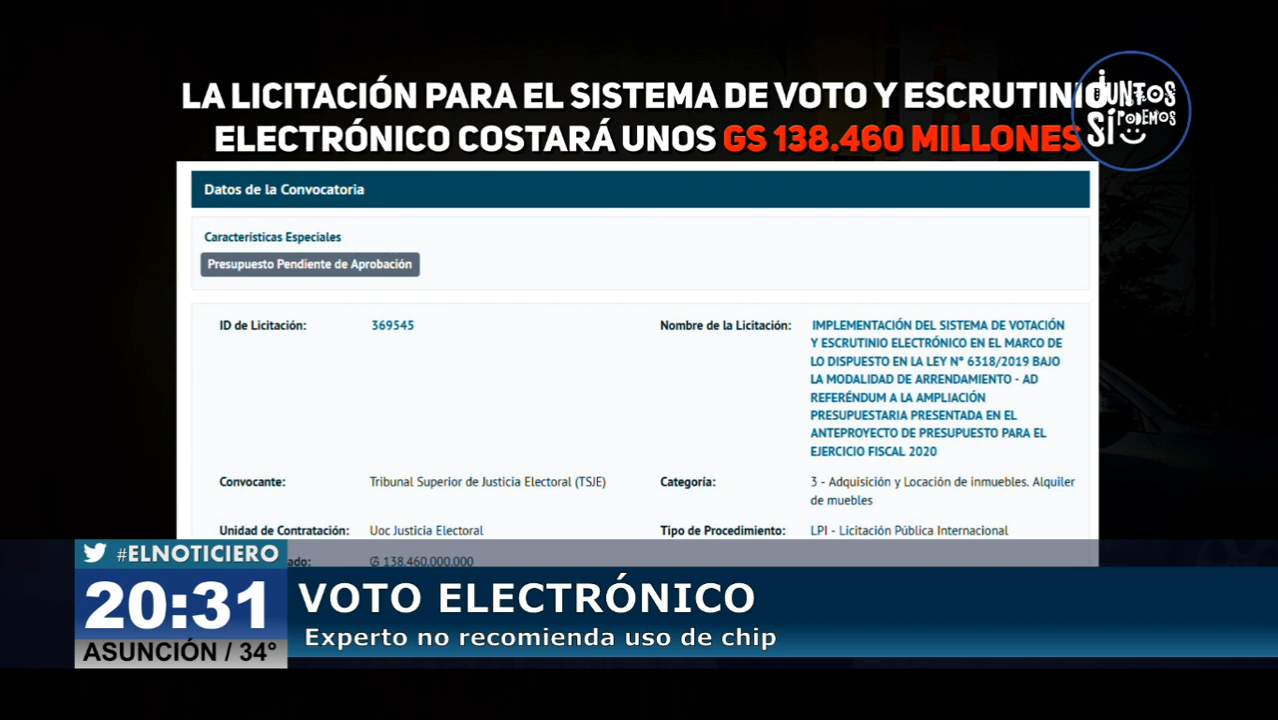 LA LICITACIÓN PARA EL SISTEMA DE VOTO Y ESCRUTINIO
ELECTRÓNICO COSTARÁ UNOS GS 138.460 MILLONES
JUNTOS
SÍ PODEMOS
Datos de la Convocatoria
Características Especiales
Presupuesto Pendiente de Aprobación
ID de Licitación: 369545
Nombre de la Licitación: IMPLEMENTACIÓN DEL SISTEMA DE VOTACIÓN
Y ESCRUTINIO ELECTRÓNICO EN EL MARCO DE
LO DISPUESTO EN LA LEY N° 6318/2019 BAJO
LA MODALIDAD DE ARRENDAMIENTO - AD
REFERÉNDUM A LA AMPLIACIÓN
PRESUPUESTARIA PRESENTADA EN EL
ANTEPROYECTO DE PRESUPUESTO PARA EL
EJERCICIO FISCAL 2020
Convocante: Tribunal Superior de Justicia Electoral (TSJE)
Categoría: 3 - Adquisición y Locación de inmuebles. Alquiler
de muebles
Unidad de Contratación: Uoc Justicia Electoral
Tipo de Procedimiento: LPI - Licitación Pública Internacional
ado: ₲ 138.460.000.000
#ELNOTICIERO
20:31
ASUNCIÓN / 34°
VOTO ELECTRÓNICO
Experto no recomienda uso de chip